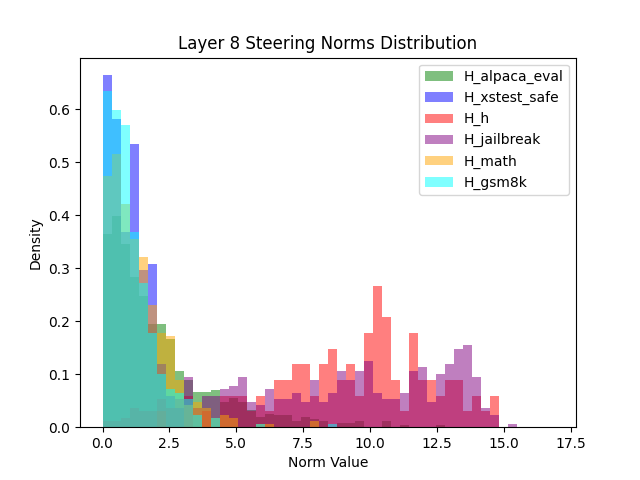 Layer 8 Steering Norms Distribution
H_alpaca_eval
H_xstest_safe
H_h
H_jailbreak
H_math
H_gsm8k
Density
0.6
0.5
0.4
0.3
0.2
0.1
0.0
0.0 2.5 5.0 7.5 10.0 12.5 15.0 17.5
Norm Value